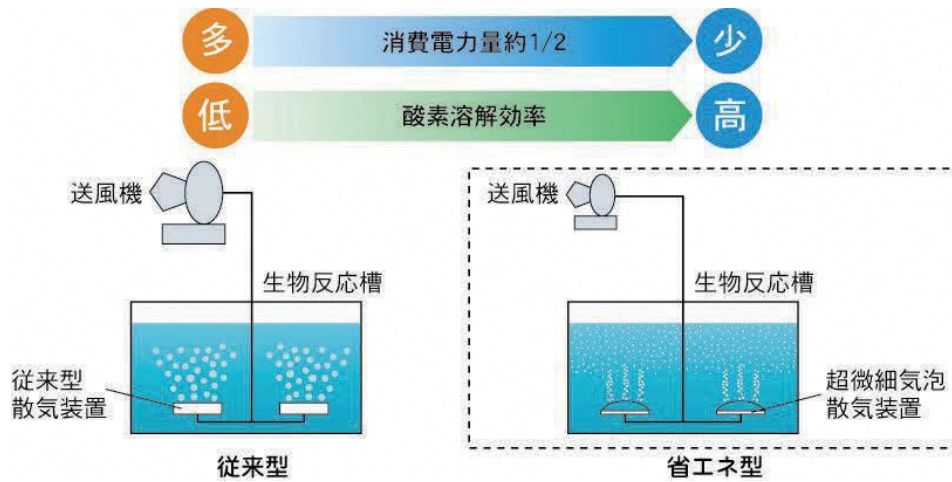 多
消費電力量約1/2
少
低
酸素溶解効率
高
送風機
生物反応槽
従来型
散気装置
従来型
送風機
生物反応槽
超微細気泡
散気装置
省エネ型